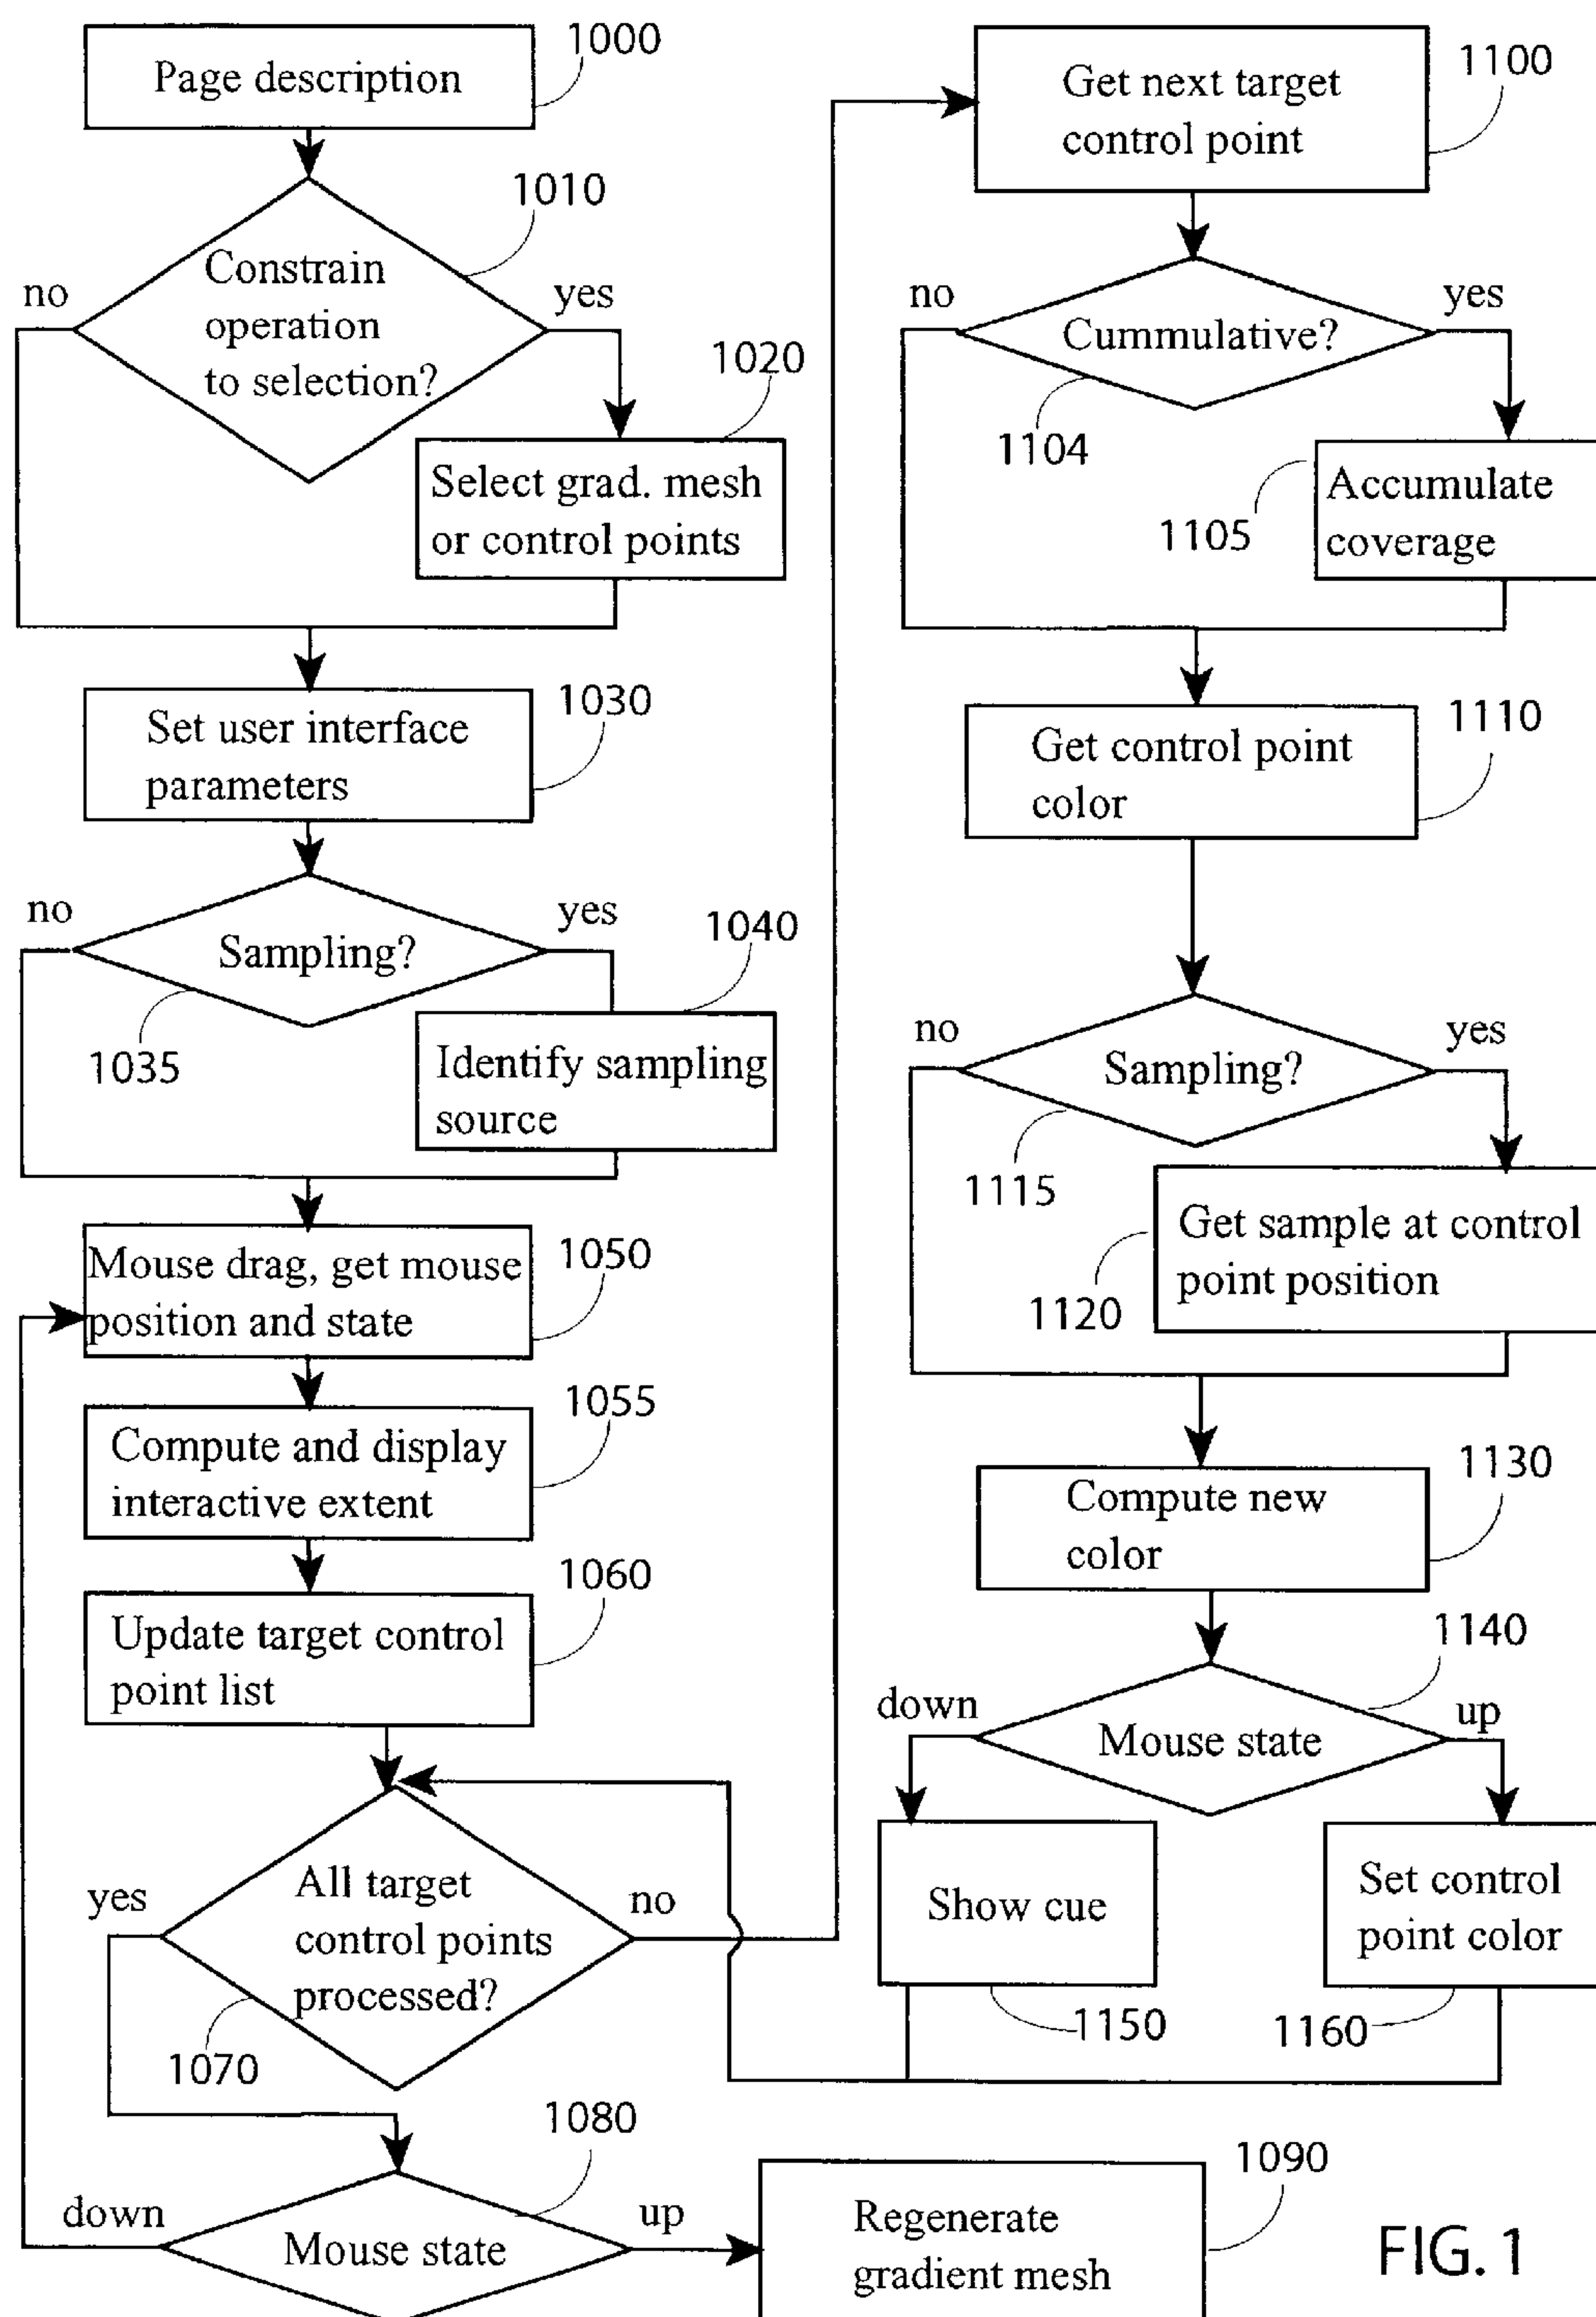 Page description
1000
1010
Constrain
operation
to selection?
no
yes
1020
Select grad. mesh
or control points
Set user interface
parameters
1030
no
yes
Sampling?
1035
1040
Identify sampling
source
Mouse drag, get mouse
position and state
1050
Compute and display
interactive extent
1055
Update target control
point list
1060
yes
All target
control points
processed?
no
1070
1080
down
Mouse state
up
Regenerate
gradient mesh
1090
Get next target
control point
1100
no
Cummulative?
yes
1104
1105
Accumulate
coverage
Get control point
color
1110
no
Sampling?
yes
1115
1120
Get sample at control
point position
Compute new
color
1130
1140
down
Mouse state
up
Show cue
1150
Set control
point color
1160
FIG. 1